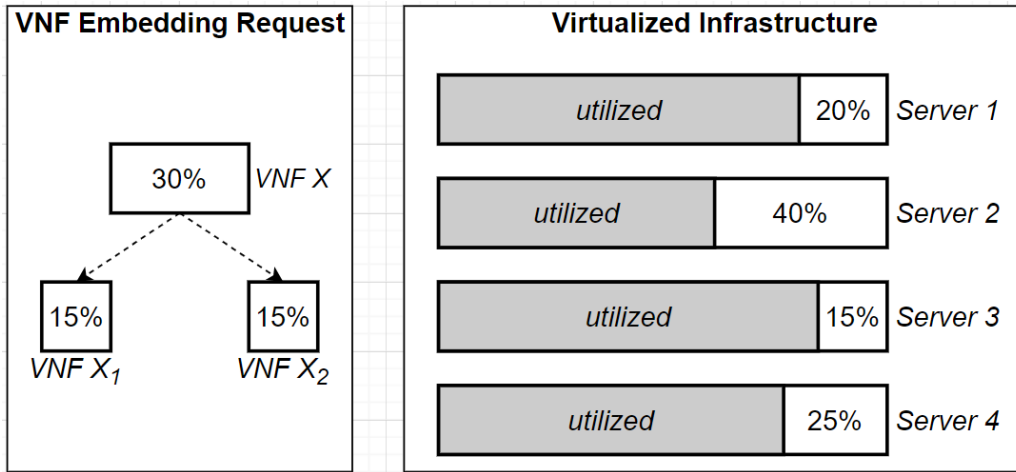 VNF Embedding Request
30% VNF X
15% 15%
VNF X1 VNF X2
Virtualized Infrastructure
utilized 20% Server 1
utilized 40% Server 2
utilized 15% Server 3
utilized 25% Server 4